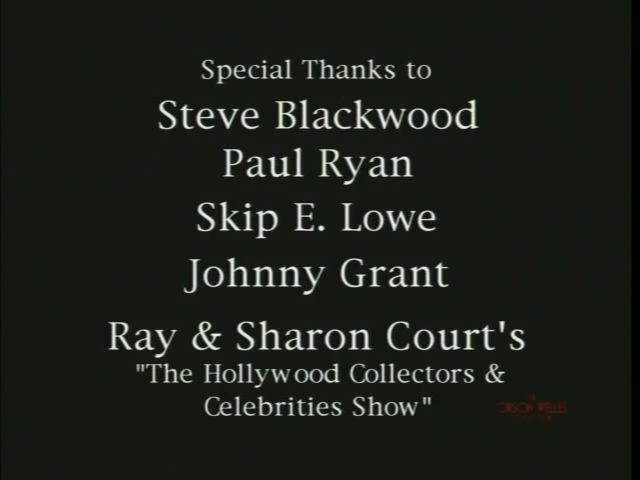 Special Thanks to
Steve Blackwood
Paul Ryan
Skip E. Lowe
Johnny Grant
Ray & Sharon Court's
"The Hollywood Collectors &
Celebrities Show"